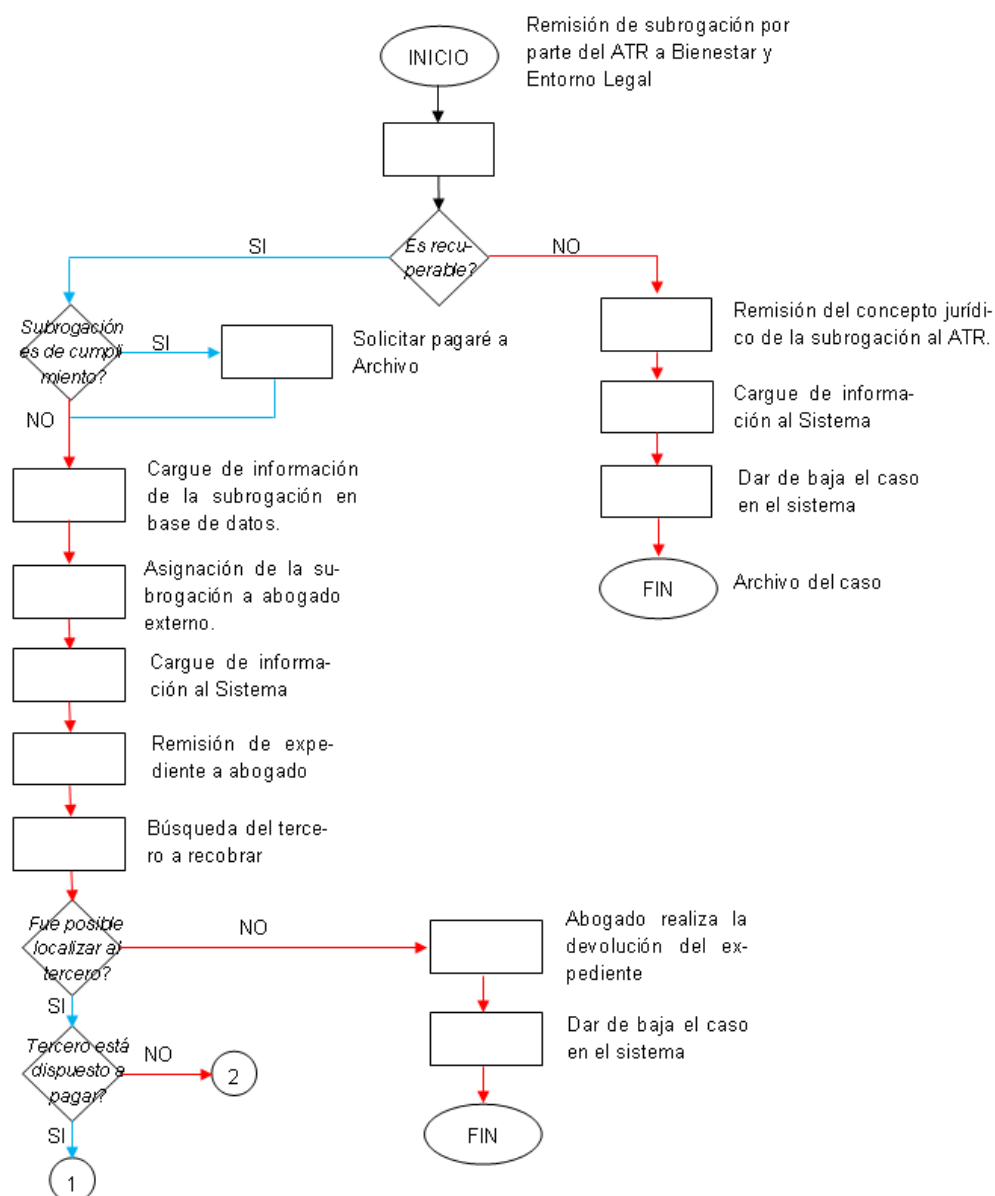 Remisión de subrogación por
parte del ATR a Bienestar y
Entorno Legal
INICIO
Es recu-
perable?
SI
NO
Subrogación
es de cumpli
miento?
SI
Solicitar pagaré a
Archivo
NO
Remisión del concepto jurídi-
co de la subrogación al ATR.
Cargue de informa-
ción al Sistema
Dar de baja el caso
en el sistema
FIN
Archivo del caso
Cargue de información
de la subrogación en
base de datos.
Asignación de la su-
brogación a abogado
externo.
Cargue de informa-
ción al Sistema
Remisión de expe-
diente a abogado
Búsqueda del terce-
ro a recobrar
Fue posible
localizar al
tercero?
NO
Abogado realiza la
devolución del ex-
pediente
Dar de baja el caso
en el sistema
FIN
SI
Tercero está
dispuesto a
pagar?
NO
2
SI
1